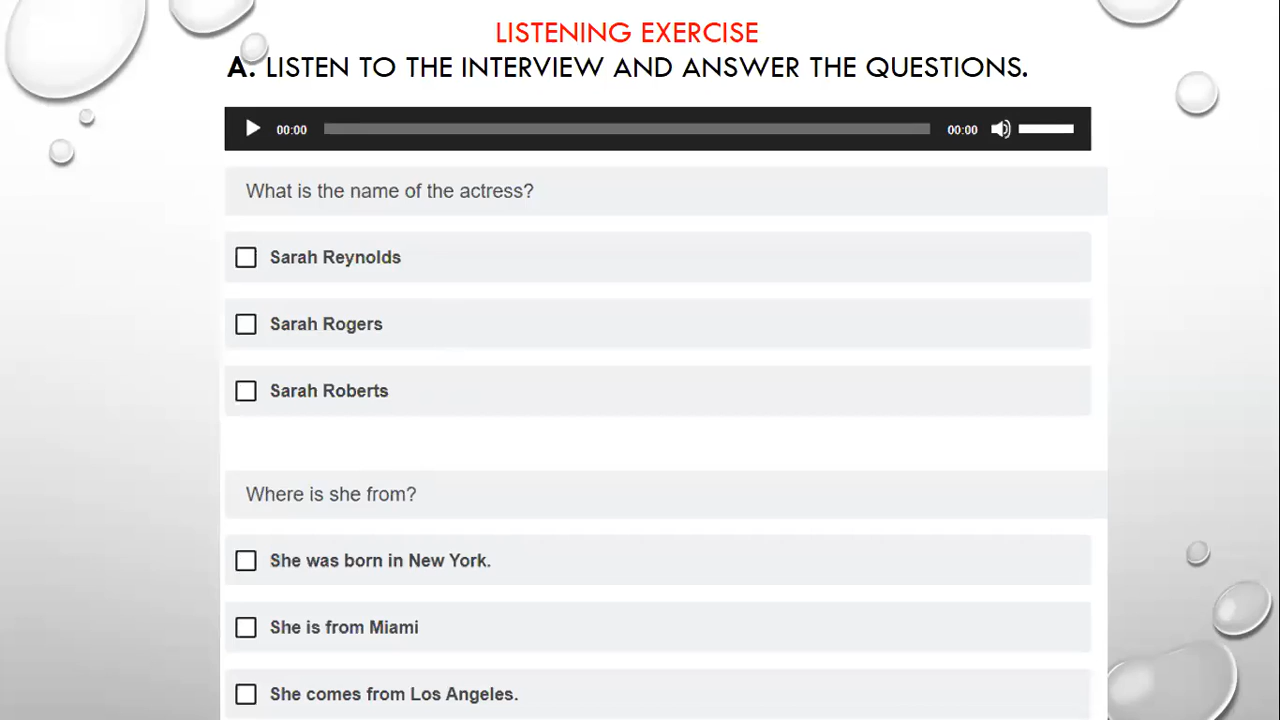 LISTENING EXERCISE
A. LISTEN TO THE INTERVIEW AND ANSWER THE QUESTIONS.
00:00 00:00
What is the name of the actress?
Sarah Reynolds
Sarah Rogers
Sarah Roberts
Where is she from?
She was born in New York.
She is from Miami
She comes from Los Angeles.